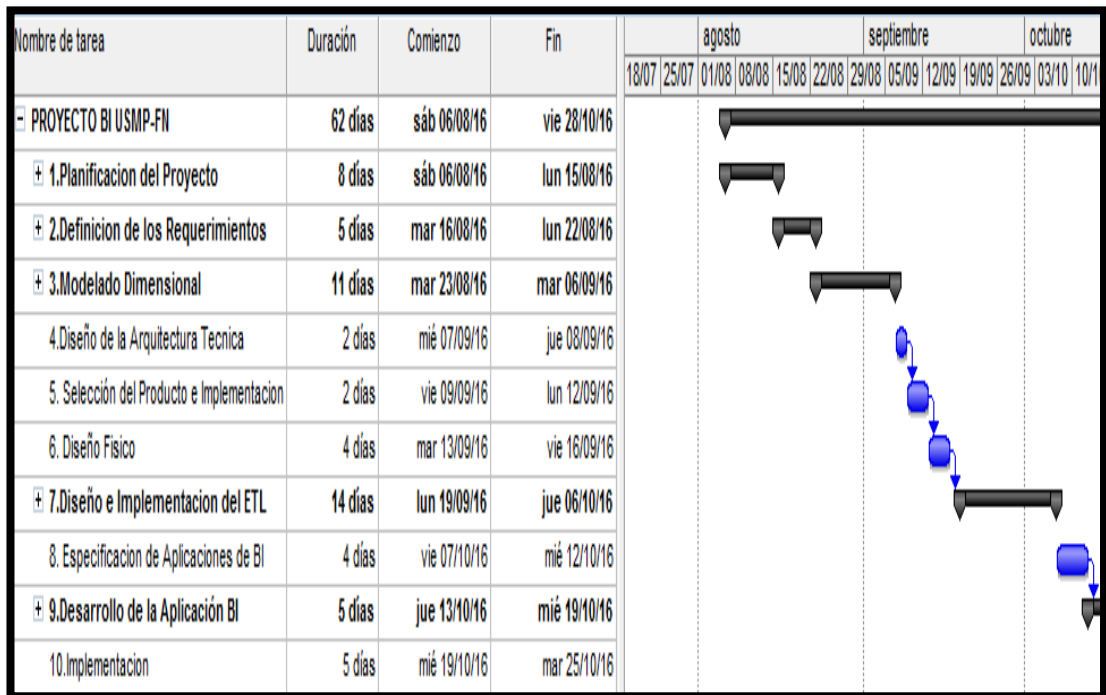 Nombre de tarea Duración Comienzo Fin agosto septiembre octubre
18/07 25/07 01/08 08/08 15/08 22/08 29/08 05/09 12/09 19/09 26/09 03/10
PROYECTO BI USMP-FN 62 días sáb 06/08/16 vie 28/10/16
1.Planificacion del Proyecto 8 días sáb 06/08/16 lun 15/08/16
2.Definicion de los Requerimientos 5 días mar 16/08/16 lun 22/08/16
3.Modelado Dimensional 11 días mar 23/08/16 mar 06/09/16
4.Diseño de la Arquitectura Tecnica 2 días mié 07/09/16 jue 08/09/16
5. Selección del Producto e Implementacion 2 días vie 09/09/16 lun 12/09/16
6. Diseño Fisico 4 días mar 13/09/16 vie 16/09/16
7.Diseño e Implementacion del ETL 14 días lun 19/09/16 jue 06/10/16
8. Especificacion de Aplicaciones de BI 4 días vie 07/10/16 mié 12/10/16
9.Desarrollo de la Aplicación BI 5 días jue 13/10/16 mié 19/10/16
10.Implementacion 5 días mié 19/10/16 mar 25/10/16